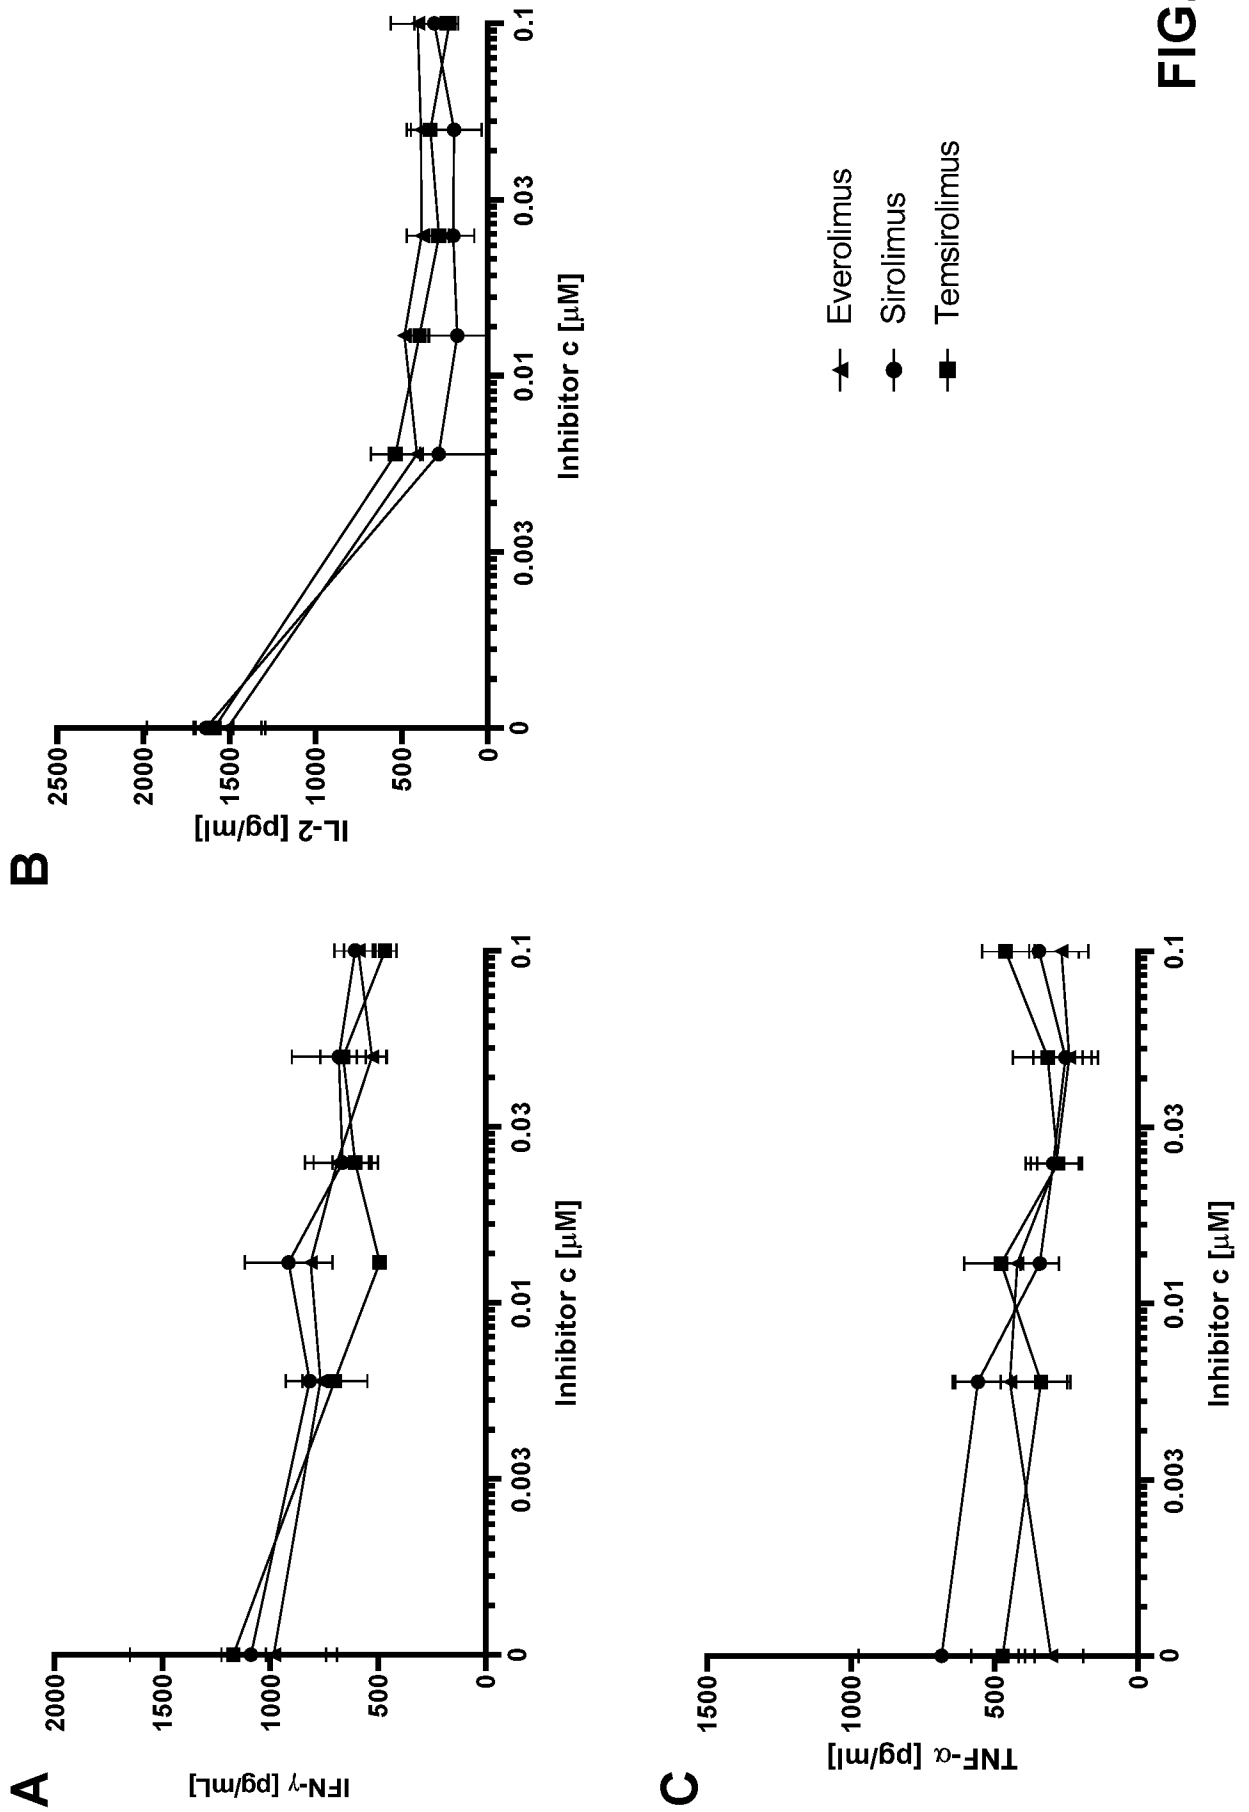 A
IFN-γ [pg/mL]
2000
1500
1000
500
0
0
0.003
0.01
0.03
0.1
Inhibitor c [μM]
B
IL-2 [pg/ml]
2500
2000
1500
1000
500
0
0
0.003
0.01
0.03
0.1
Inhibitor c [μM]
C
TNF-α [pg/ml]
1500
1000
500
0
0
0.003
0.01
0.03
0.1
Inhibitor c [μM]
Everolimus
Sirolimus
Temsirolimus
FIG.